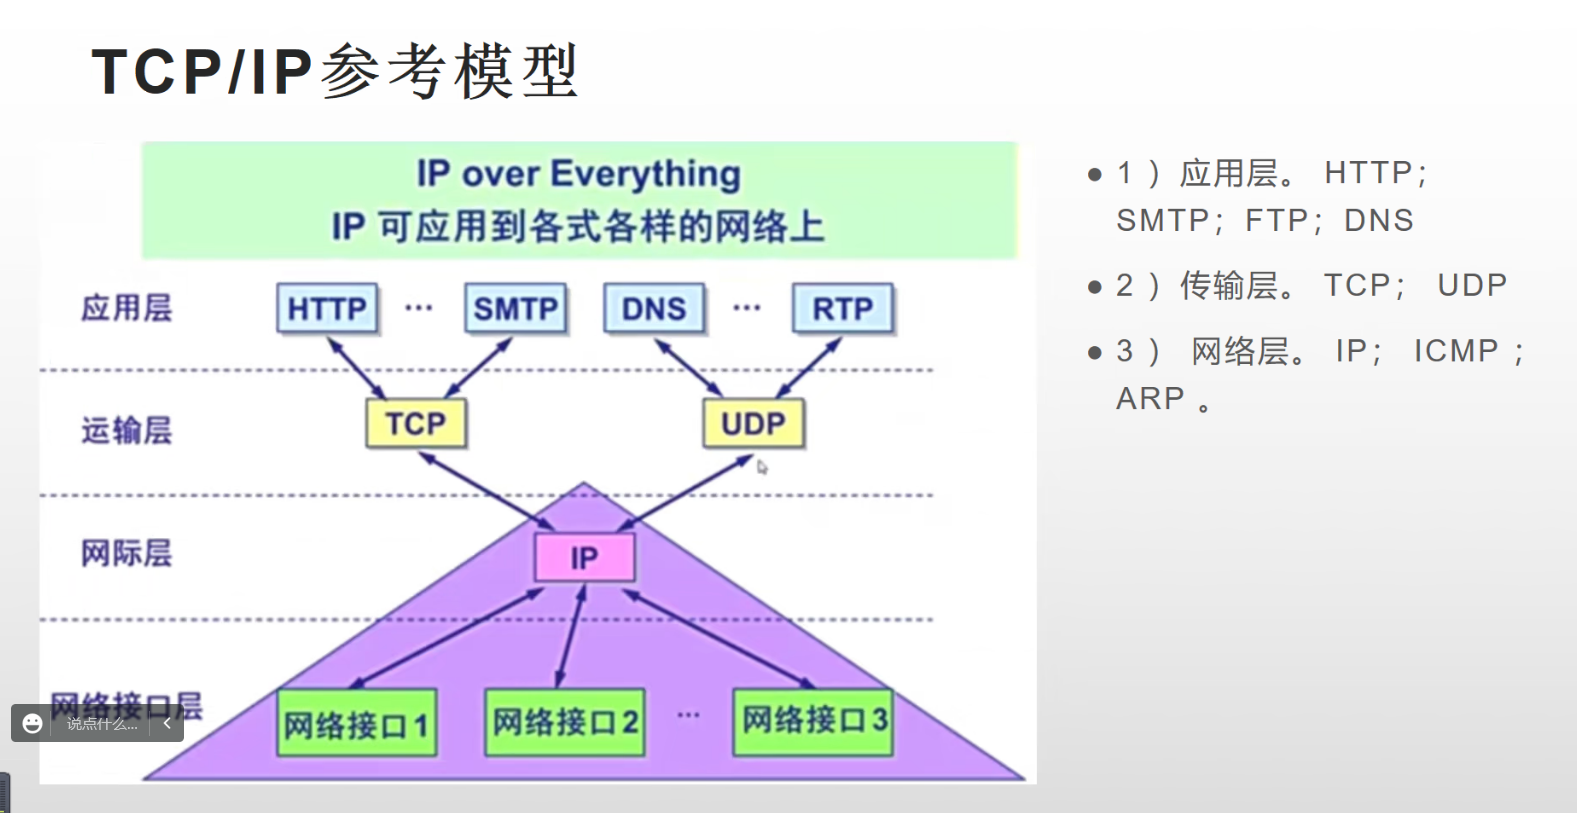 TCP/IP参考模型
IP over Everything
IP 可应用到各式各样的网络上
应用层
HTTP … SMTP DNS … RTP
运输层
TCP UDP
网际层
IP
网络接口层
网络接口1 网络接口2 … 网络接口3
说点什么...
● 1 ）应用层。 HTTP；
SMTP；FTP；DNS
● 2 ）传输层。 TCP； UDP
● 3 ） 网络层。 IP； ICMP ；
ARP 。